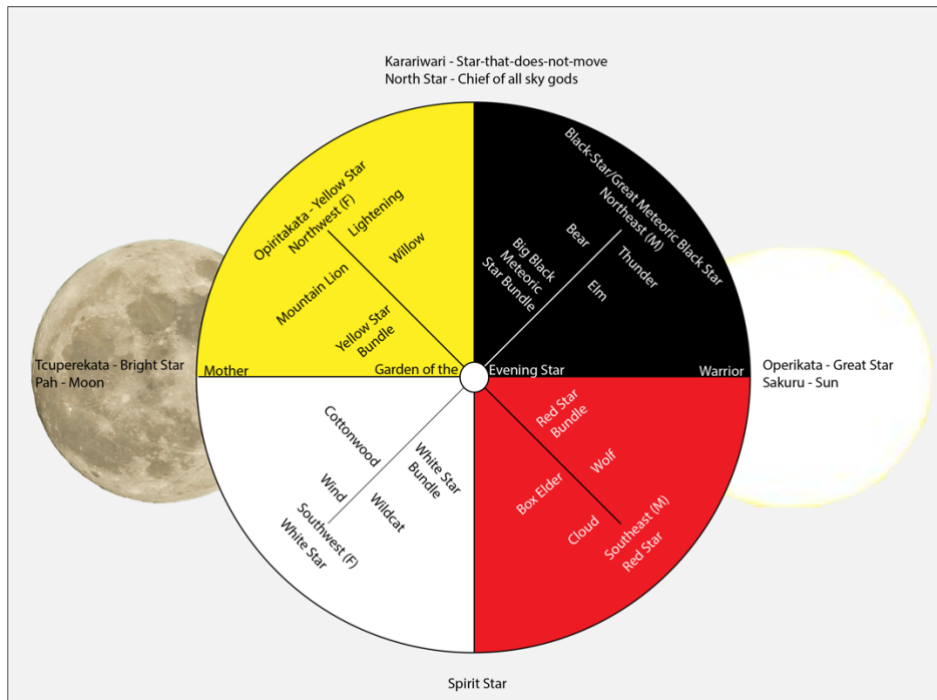 Karariwari - Star-that-does-not-move
North Star - Chief of all sky gods
Opiritakata - Yellow Star
Northwest (F)
Lightening
Willow
Mountain Lion
Yellow Star
Bundle
Black-Star/Great Meteoric Black Star
Northeast (M)
Thunder
Bear
Elm
Big Black
Meteoric
Star Bundle
Tcuperekata - Bright Star
Pah - Moon
Mother
Garden of the
Evening Star
Warrior
Operikata - Great Star
Sakuru - Sun
Cottonwood
White Star
Bundle
Wind
Wildcat
Southwest (F)
White Star
Red Star
Bundle
Wolf
Box Elder
Cloud
Southeast (M)
Red Star
Spirit Star